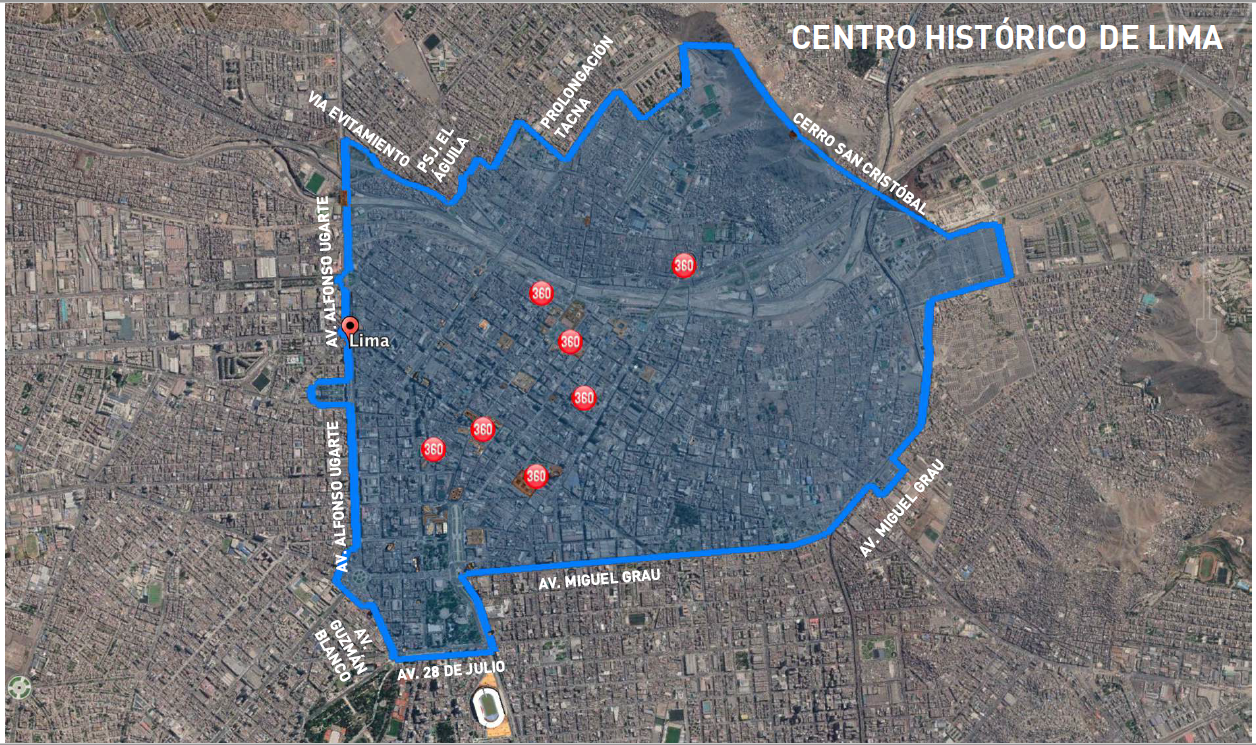 CENTRO HISTÓRICO DE LIMA
VIA EVITAMIENTO
PSJ. EL
ÁGUILA
PROLONGACIÓN
TACNA
CERRO SAN CRISTÓBAL
AV. ALFONSO UGARTE
360
360
Lima
360
360
360
360
360
AV. ALFONSO UGARTE
AV. MIGUEL GRAU
AV. MIGUEL GRAU
AV.
GUZMÁN
BLANCO
AV. 28 DE JULIO